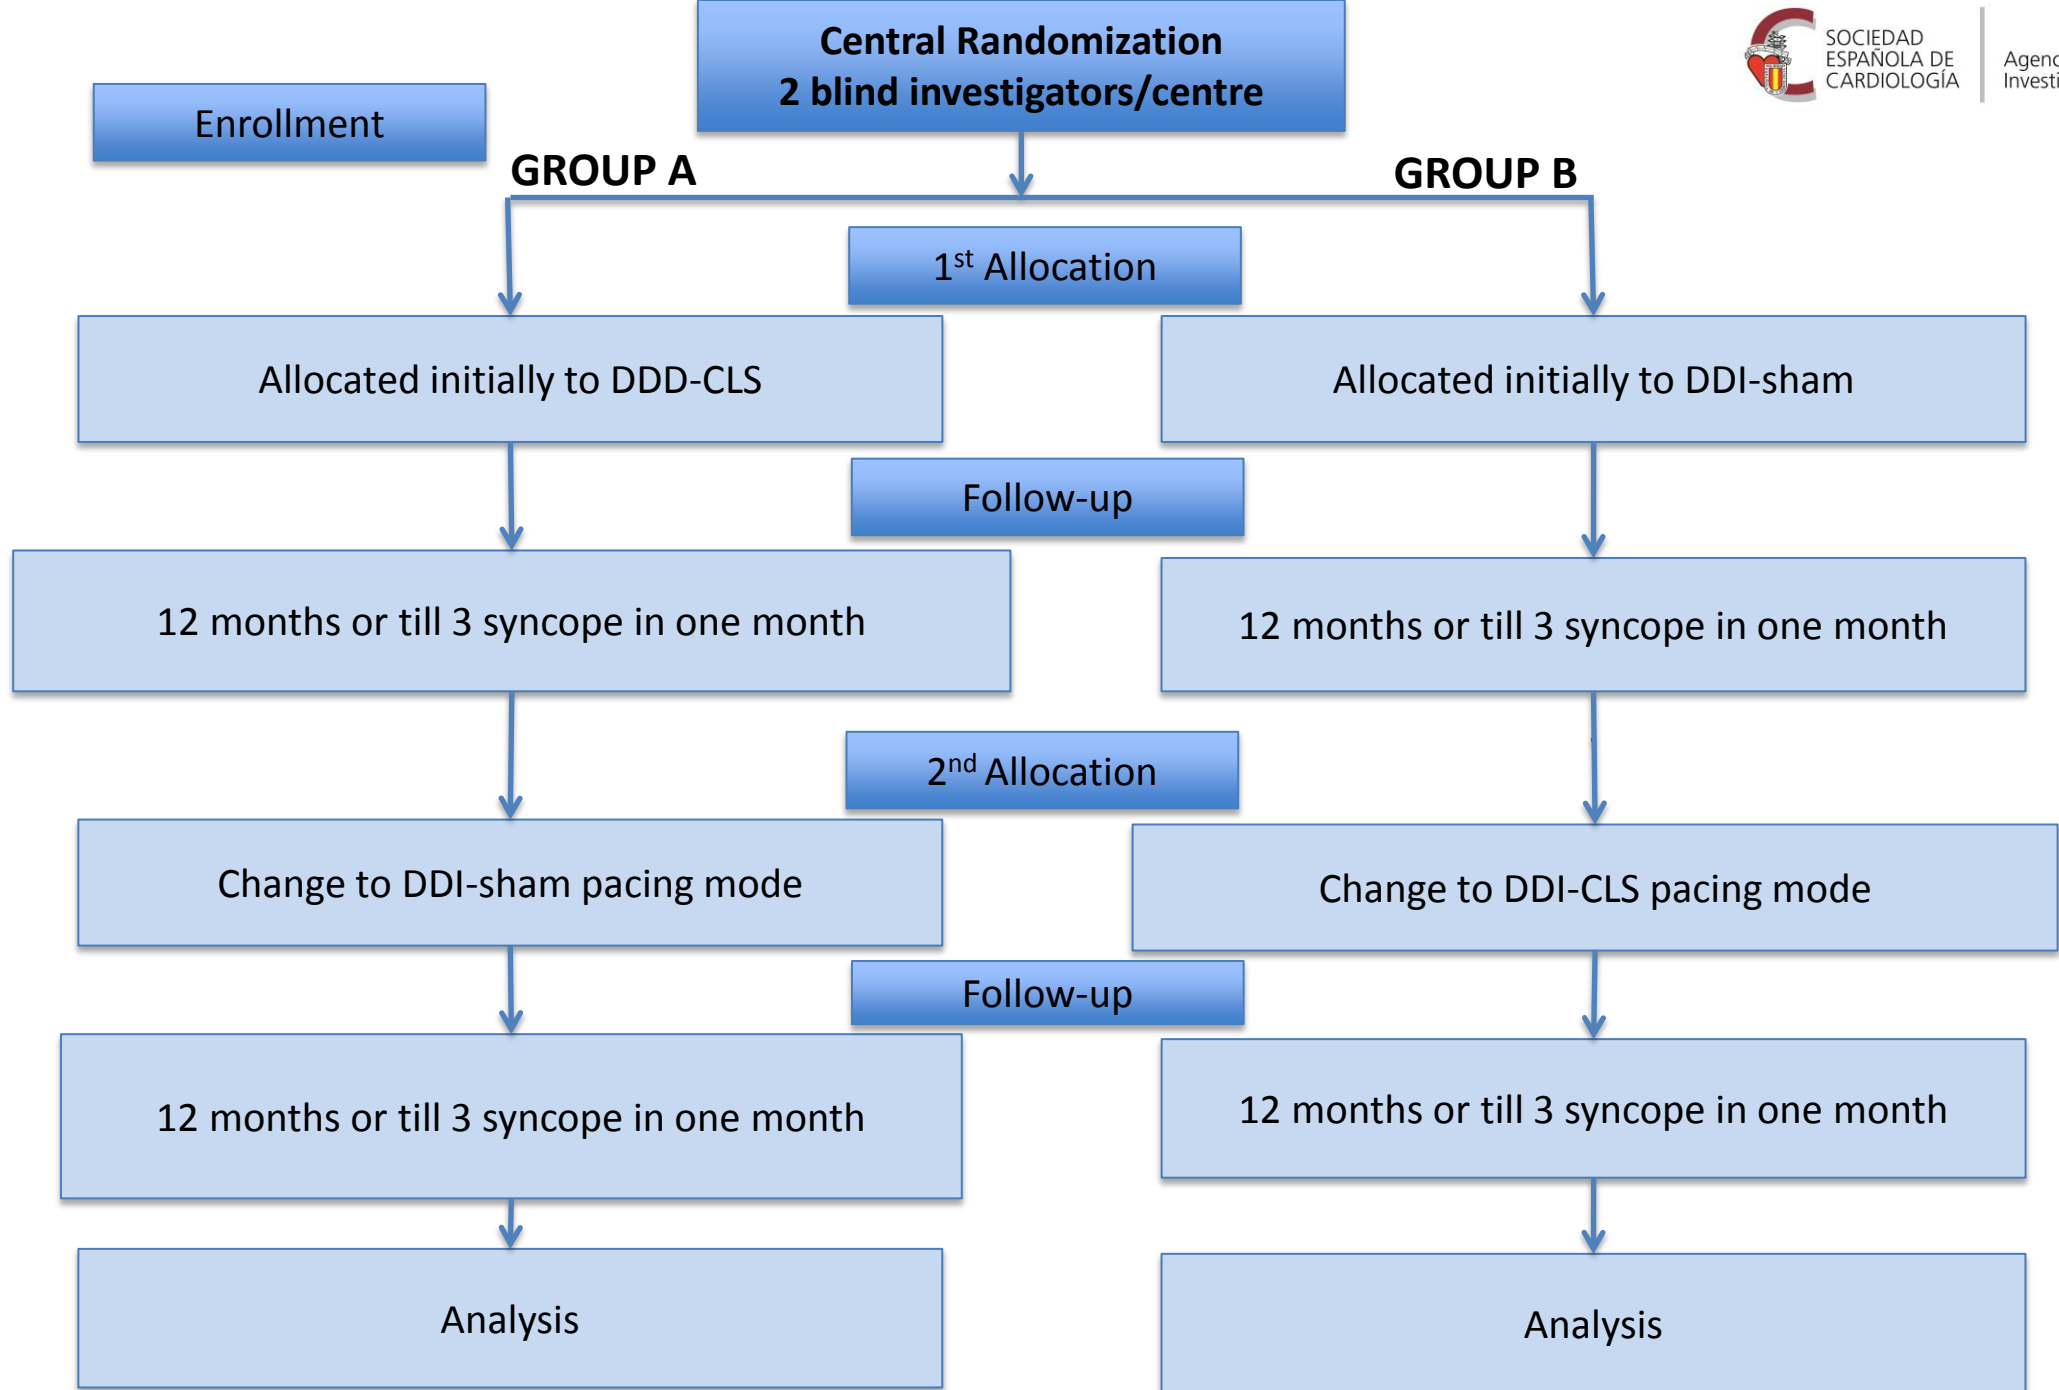 Central Randomization
2 blind investigators/centre
SOCIEDAD
ESPAÑOLA DE
CARDIOLOGÍA
Enrollment
GROUP A
GROUP B
1st Allocation
Allocated initially to DDD-CLS
Allocated initially to DDI-sham
Follow-up
12 months or till 3 syncope in one month
12 months or till 3 syncope in one month
2nd Allocation
Change to DDI-sham pacing mode
Change to DDI-CLS pacing mode
Follow-up
12 months or till 3 syncope in one month
12 months or till 3 syncope in one month
Analysis
Analysis